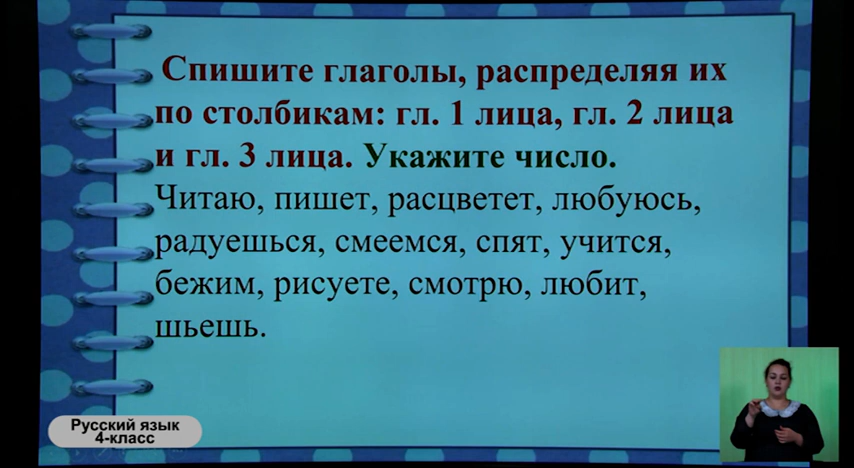 Спишите глаголы, распределяя их
по столбикам: гл. 1 лица, гл. 2 лица
и гл. 3 лица. Укажите число.
Читаю, пишет, расцветет, любуюсь,
радуешься, смеемся, спят, учится,
бежим, рисуете, смотрю, любит,
шьешь.
Русский язык
4-класс